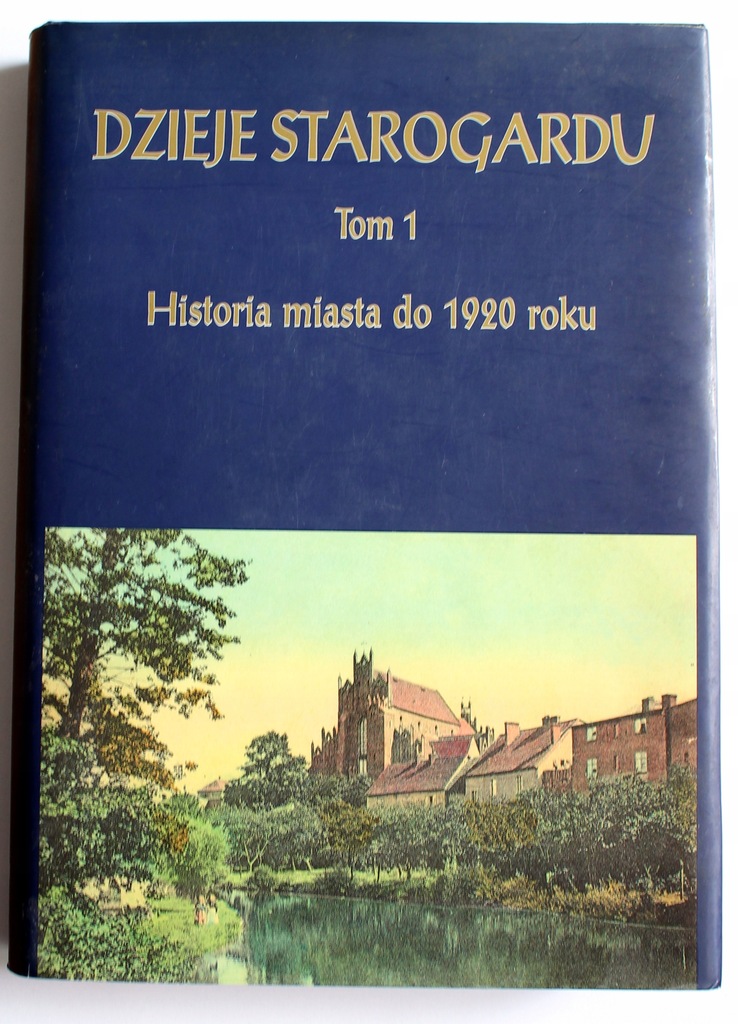 DZIEJE STAROGARDU
Tom 1
Historia miasta do 1920 roku